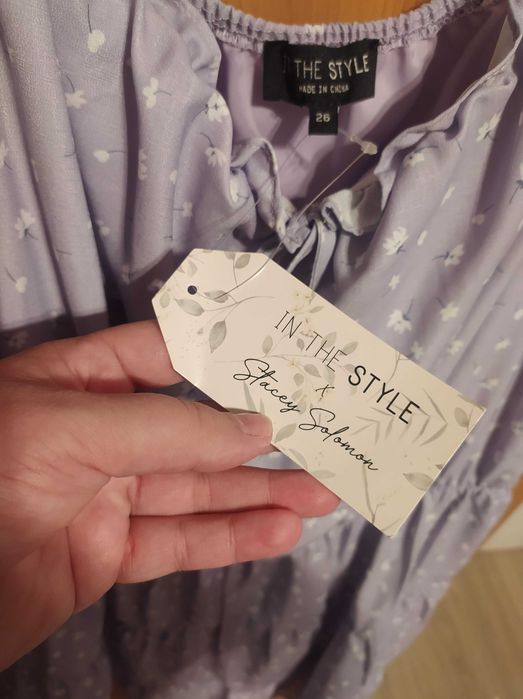 IN THE STYLE
MADE IN CHINA
26
IN THE STYLE
x
Stacey Solomon